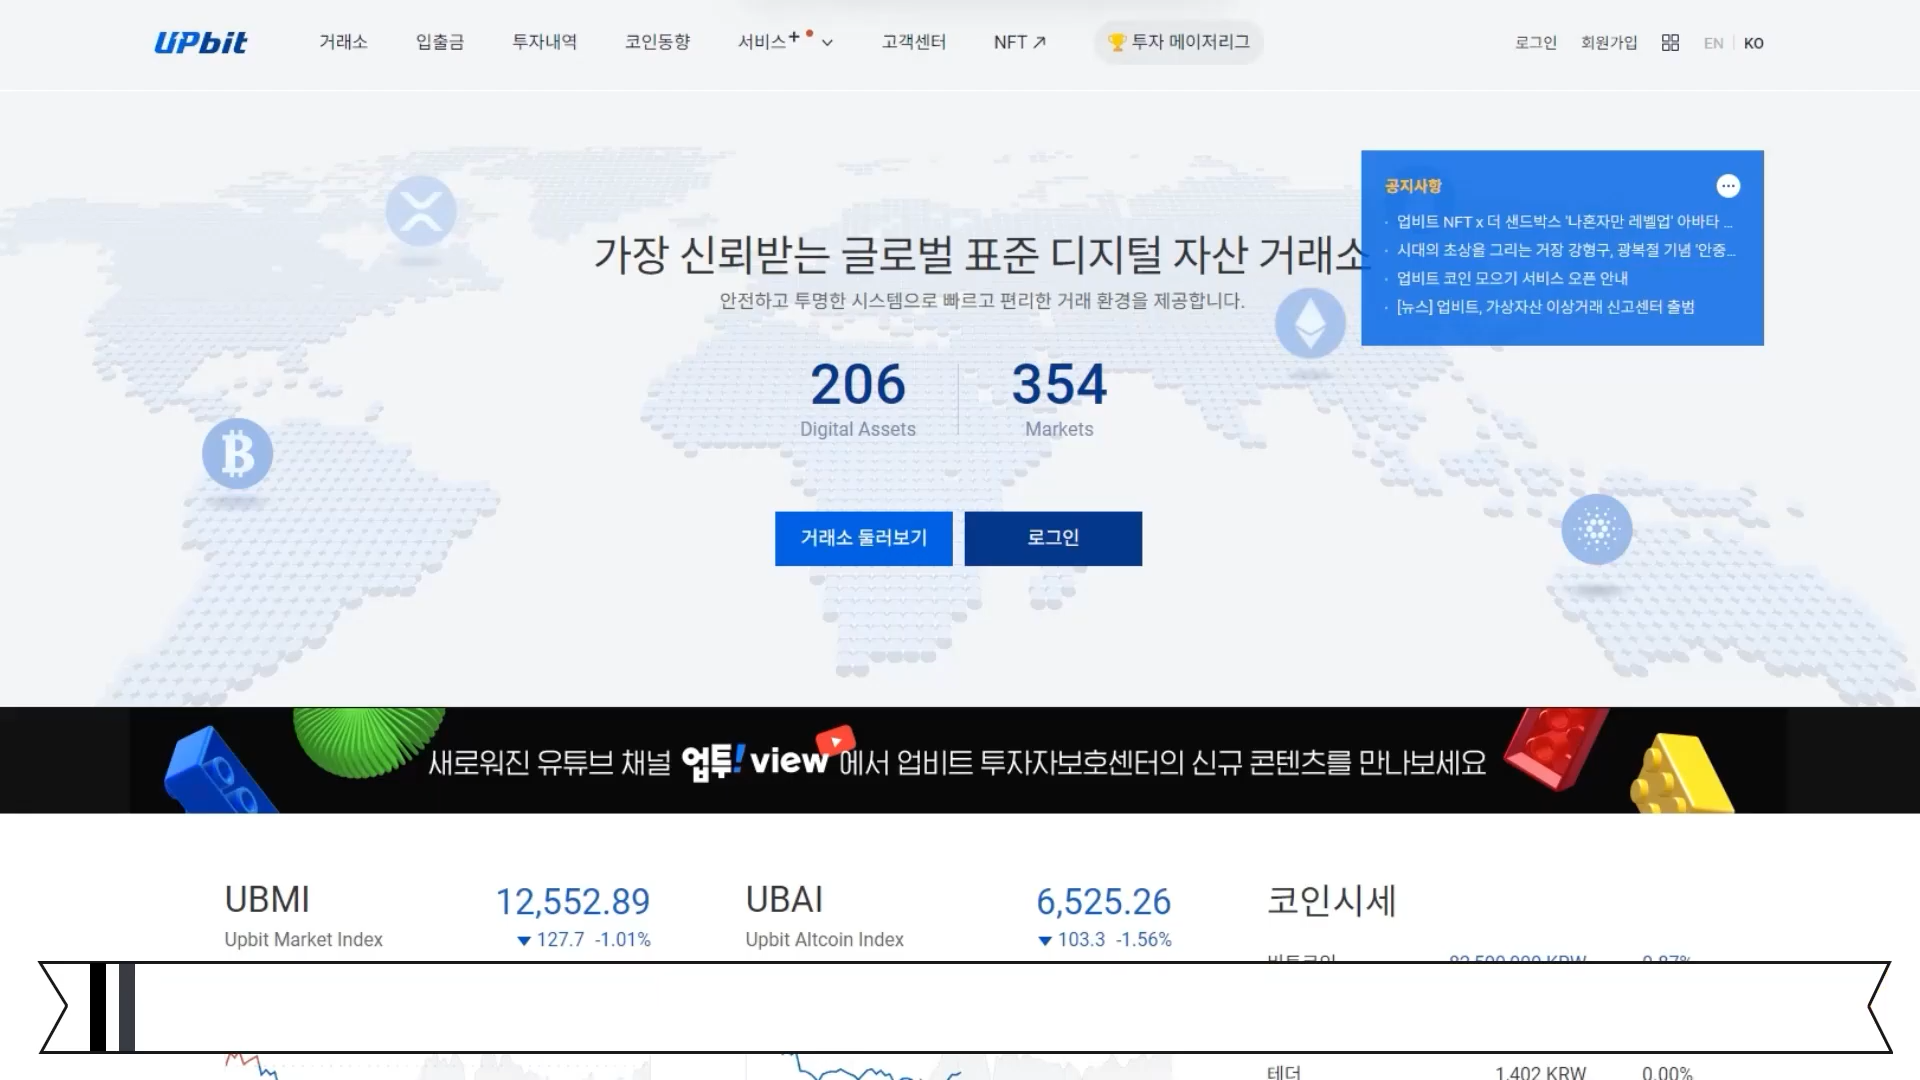 UPbit 거래소 입출금 투자내역 코인동향 서비스+ 고객센터 NFT ↗ 투자 메이저리그 로그인 회원가입 EN KO
공지사항
· 업비트 NFT x 더 샌드박스 '나혼자만 레벨업' 아바타 ...
· 시대의 초상을 그리는 거장 강형구, 광복절 기념 '안중...
· 업비트 코인 모으기 서비스 오픈 안내
· [뉴스] 업비트, 가상자산 이상거래 신고센터 출범
가장 신뢰받는 글로벌 표준 디지털 자산 거래소
안전하고 투명한 시스템으로 빠르고 편리한 거래 환경을 제공합니다.
206 354
Digital Assets Markets
거래소 둘러보기 로그인
새로워진 유튜브 채널 업투!view에서 업비트 투자자보호센터의 신규 콘텐츠를 만나보세요
UBMI 12,552.89 UBAI 6,525.26 코인시세
Upbit Market Index ▼ 127.7 -1.01% Upbit Altcoin Index ▼ 103.3 -1.56%
테더 1,402 KRW 0.00%